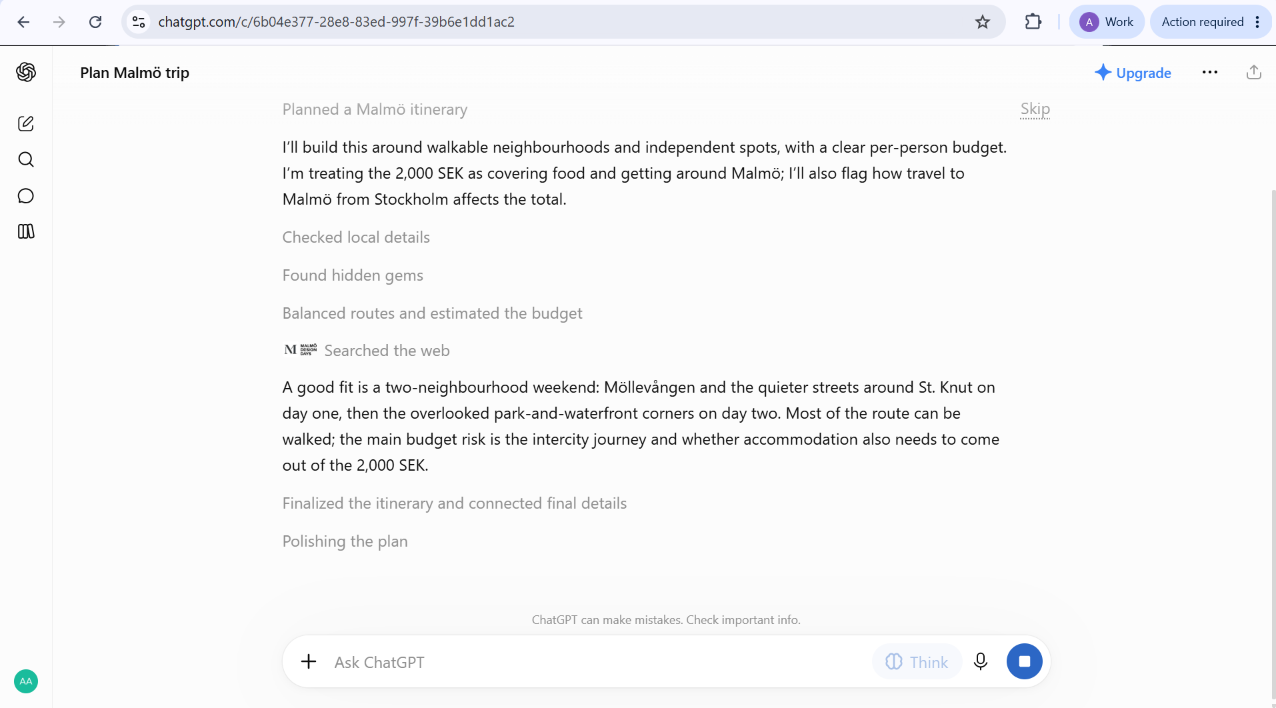 chatgpt.com/c/6b04e377-28e8-83ed-997f-39b6e1dd1ac2
A Work
Action required
Plan Malmö trip
Upgrade
Planned a Malmö itinerary
Skip
I'll build this around walkable neighbourhoods and independent spots, with a clear per-person budget.
I'm treating the 2,000 SEK as covering food and getting around Malmö; I'll also flag how travel to
Malmö from Stockholm affects the total.
Checked local details
Found hidden gems
Balanced routes and estimated the budget
M MALMÖ DESIGN DAYS Searched the web
A good fit is a two-neighbourhood weekend: Möllevången and the quieter streets around St. Knut on
day one, then the overlooked park-and-waterfront corners on day two. Most of the route can be
walked; the main budget risk is the intercity journey and whether accommodation also needs to come
out of the 2,000 SEK.
Finalized the itinerary and connected final details
Polishing the plan
ChatGPT can make mistakes. Check important info.
Ask ChatGPT
Think
AA